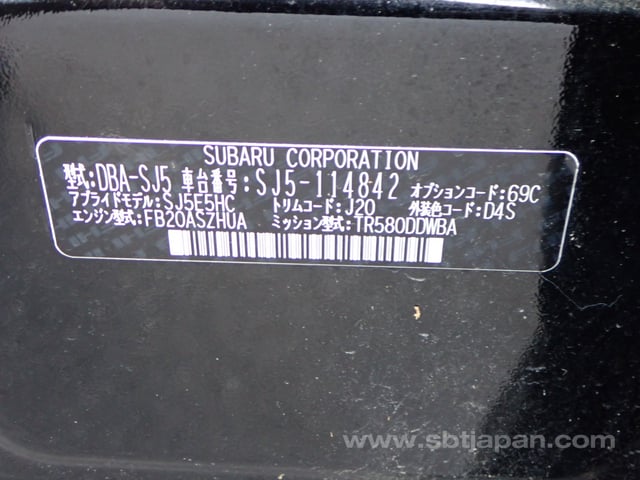 SUBARU CORPORATION
型式:DBA-SJ5 車台番号:SJ5-114842 オプションコード:69C
アプライドモデル:SJ5E5HC トリムコード:J20 外装色コード:D4S
エンジン型式:FB20ASZHUA ミッション型式:TR580DDWBA
www.sbtjapan.com